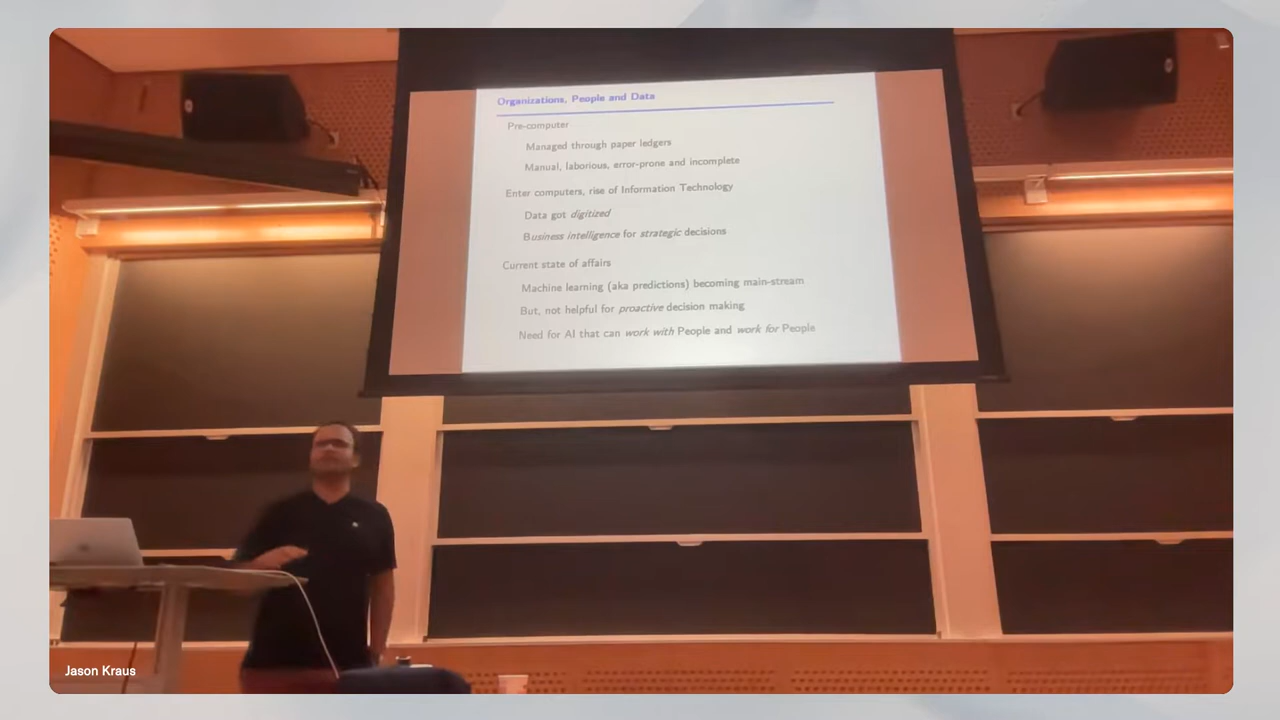 Organizations, People and Data
Pre-computer
Managed through paper ledgers
Manual, laborious, error-prone and incomplete
Enter computers, rise of Information Technology
Data got digitized
Business intelligence for strategic decisions
Current state of affairs
Machine learning (aka predictions) becoming main-stream
But, not helpful for proactive decision making
Need for AI that can work with People and work for People
Jason Kraus